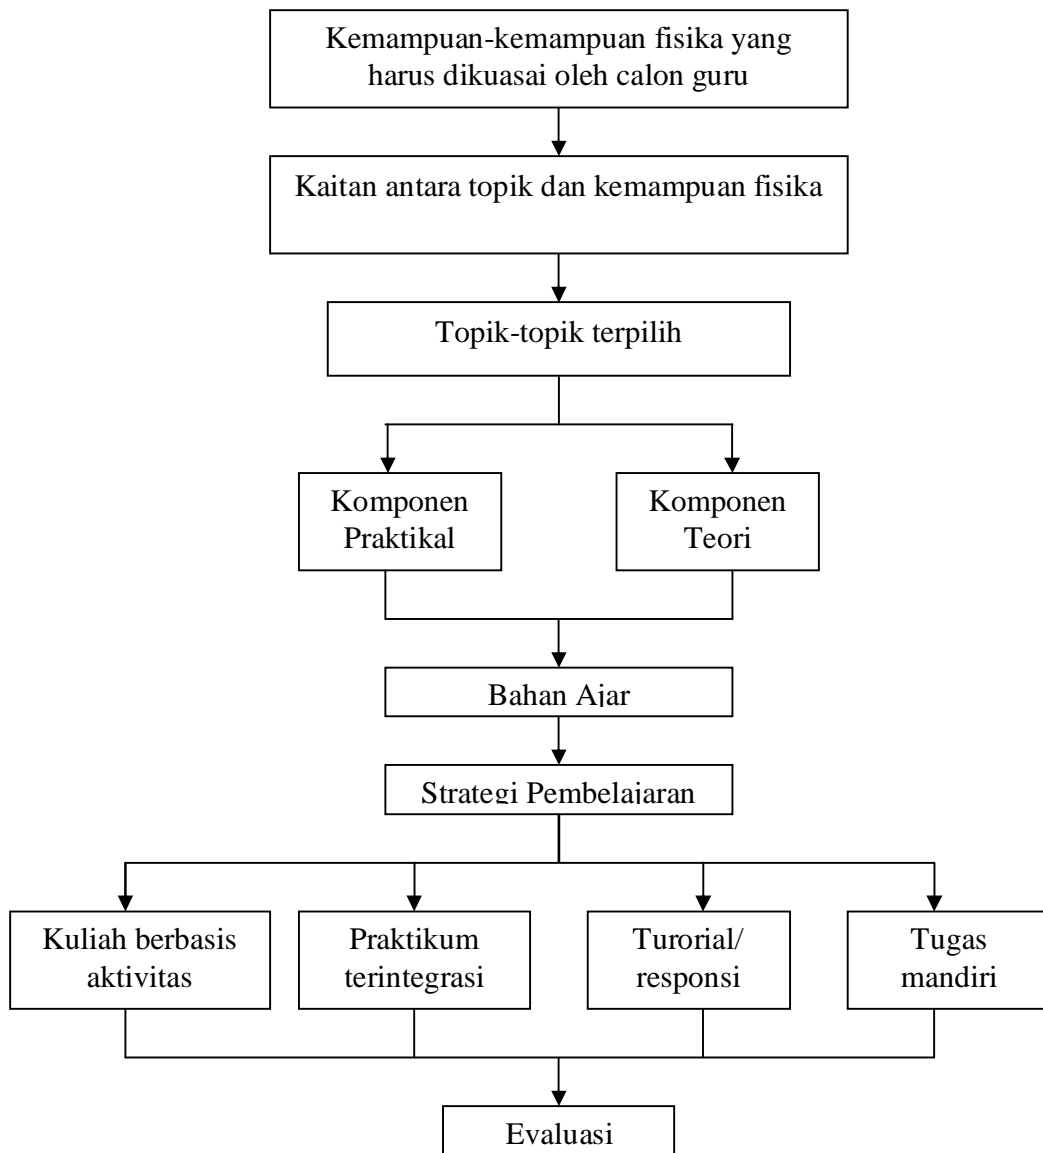 Kemampuan-kemampuan fisika yang
harus dikuasai oleh calon guru
Kaitan antara topik dan kemampuan fisika
Topik-topik terpilih
Komponen
Praktikal
Komponen
Teori
Bahan Ajar
Strategi Pembelajaran
Kuliah berbasis
aktivitas
Praktikum
terintegrasi
Turorial/
responsi
Tugas
mandiri
Evaluasi